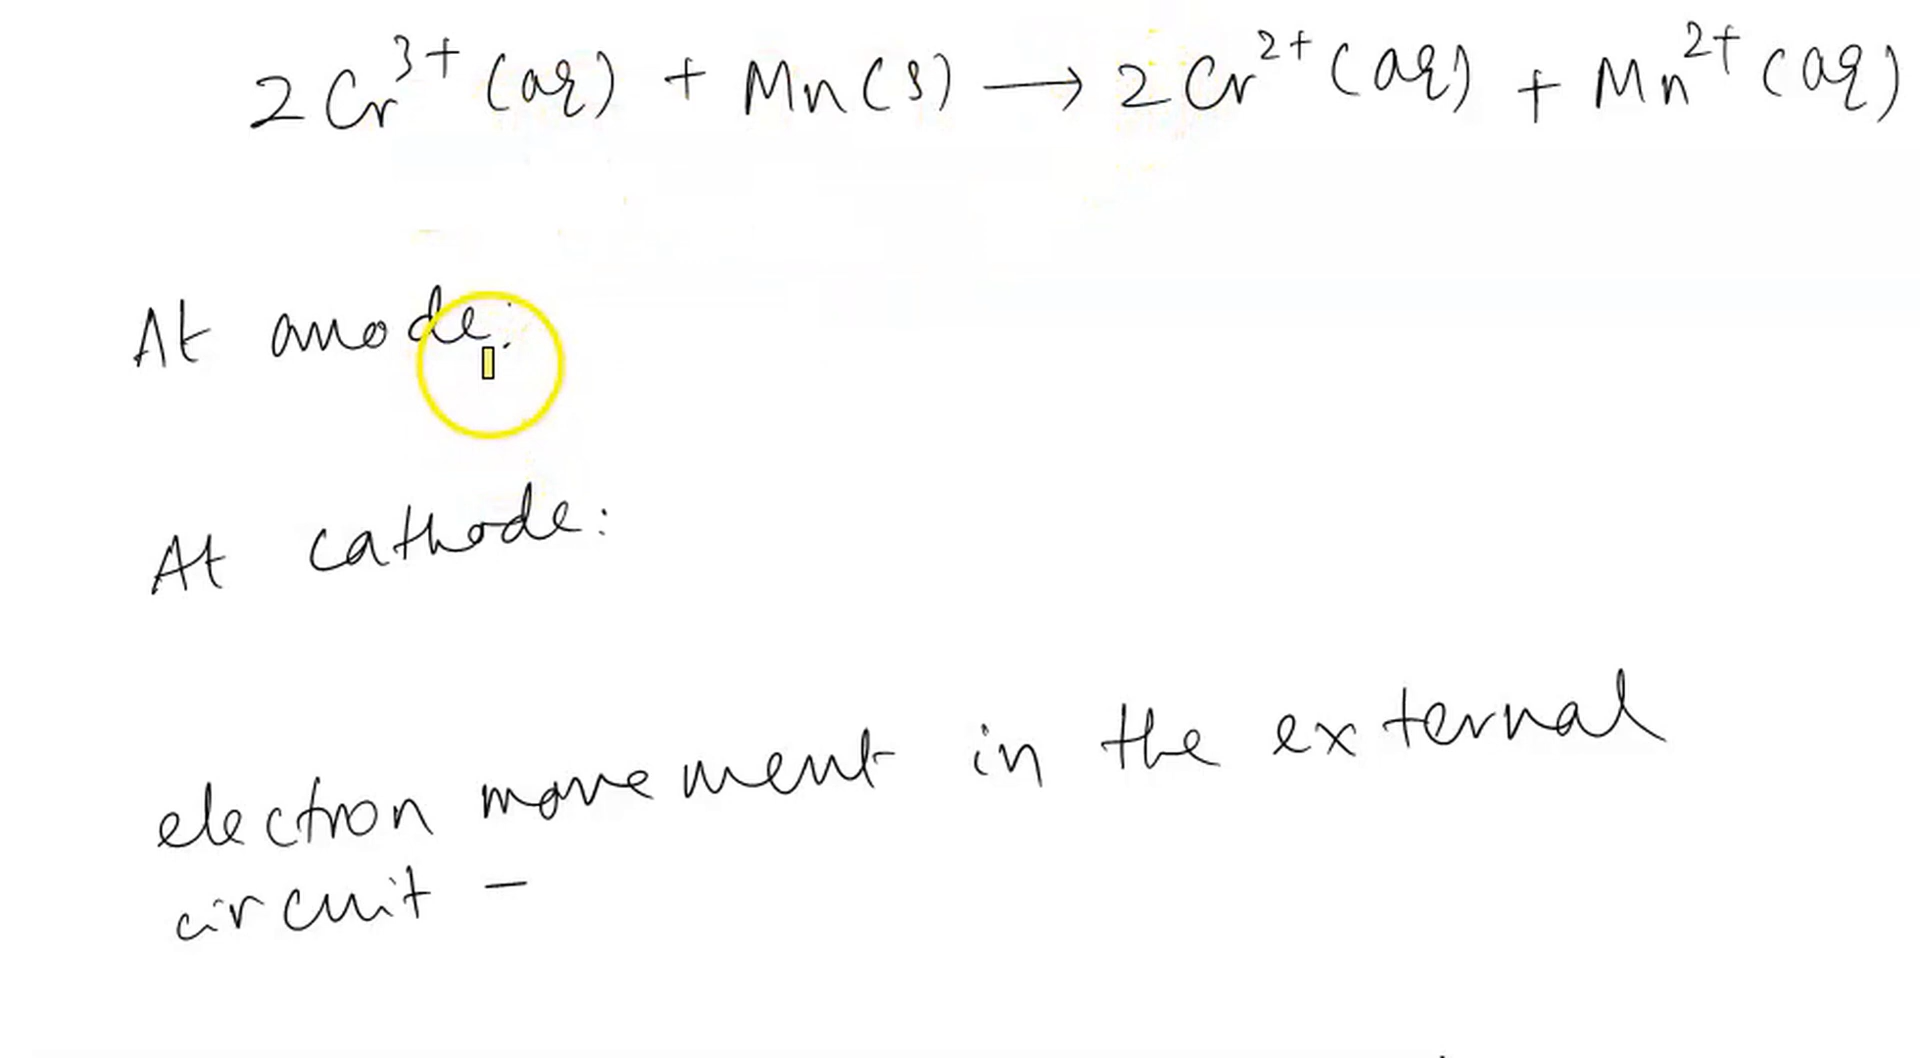 2Cr³⁺(aq) + Mn(s) → 2Cr²⁺(aq) + Mn²⁺(aq)
At anode:
At cathode:
electron movement in the external
circuit –